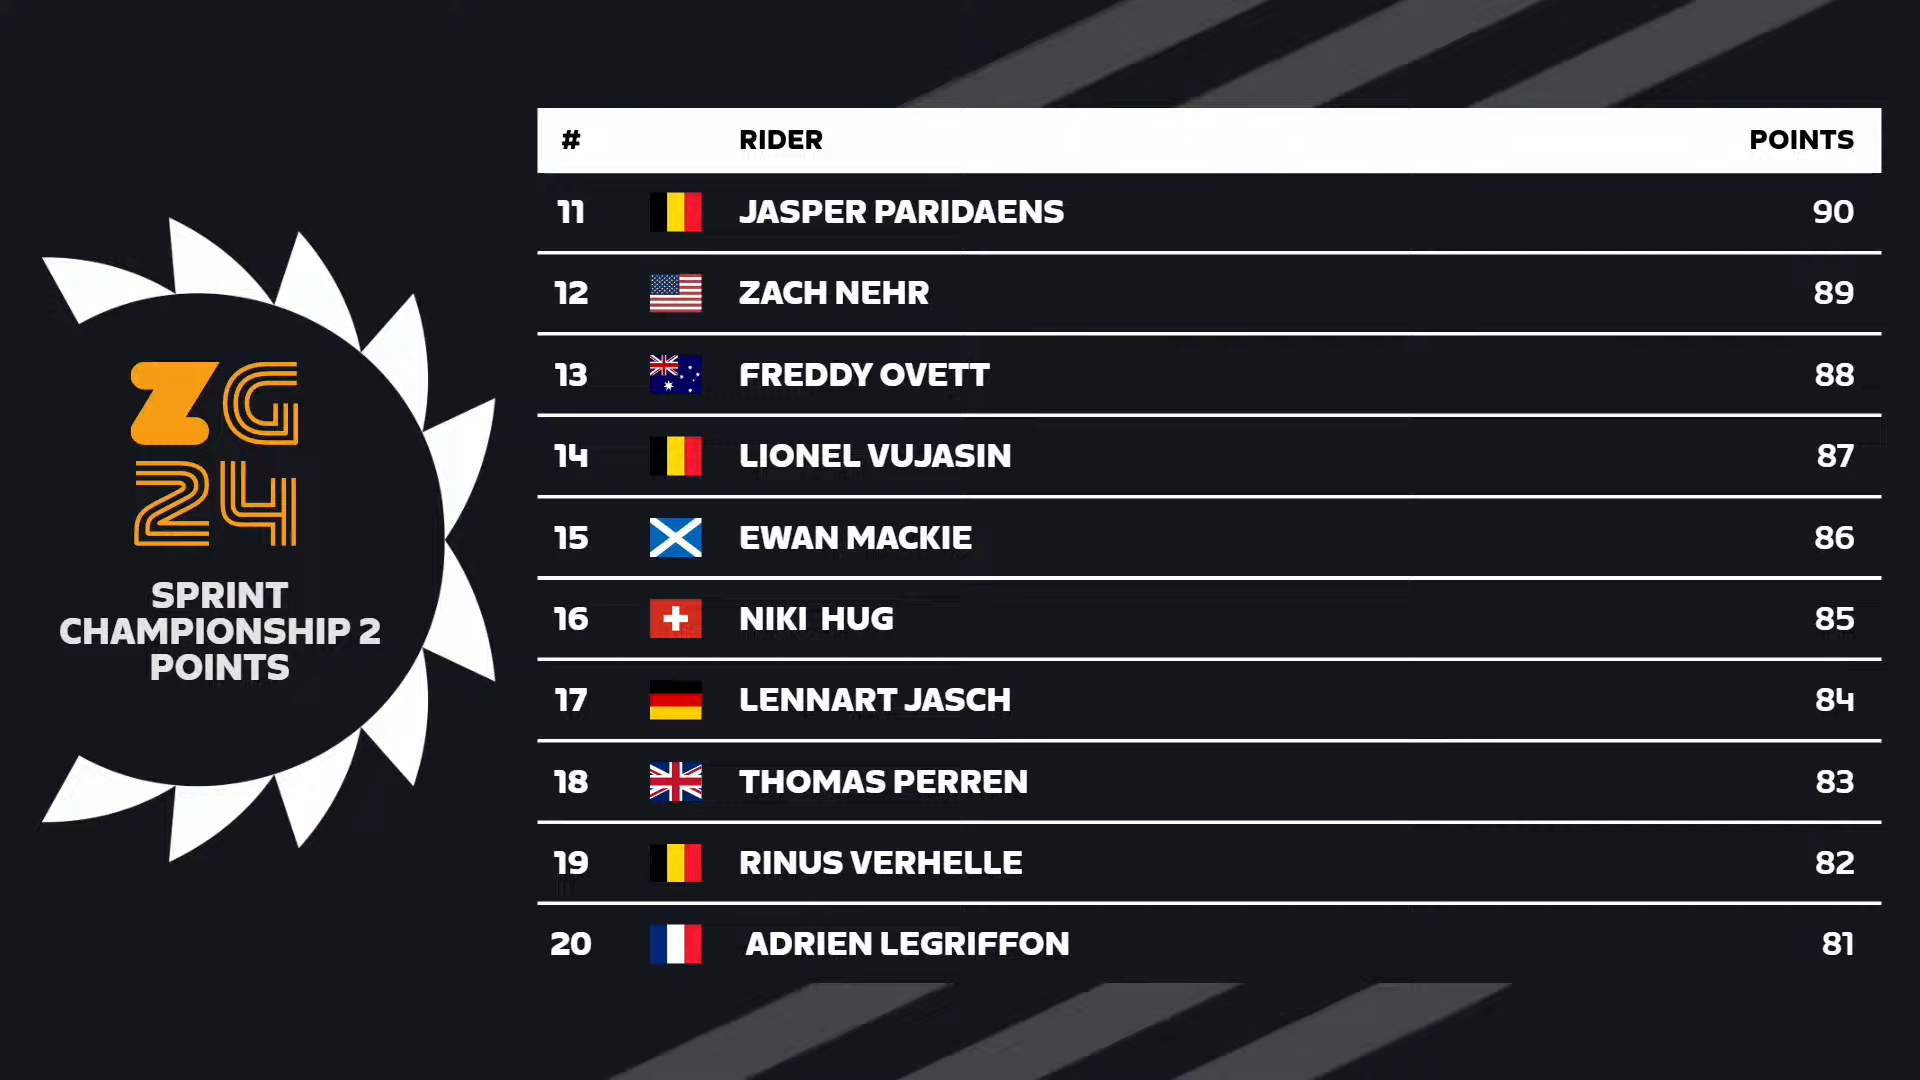 ZG
24
SPRINT
CHAMPIONSHIP 2
POINTS
# RIDER POINTS
11 JASPER PARIDAENS 90
12 ZACH NEHR 89
13 FREDDY OVETT 88
14 LIONEL VUJASIN 87
15 EWAN MACKIE 86
16 NIKI HUG 85
17 LENNART JASCH 84
18 THOMAS PERREN 83
19 RINUS VERHELLE 82
20 ADRIEN LEGRIFFON 81